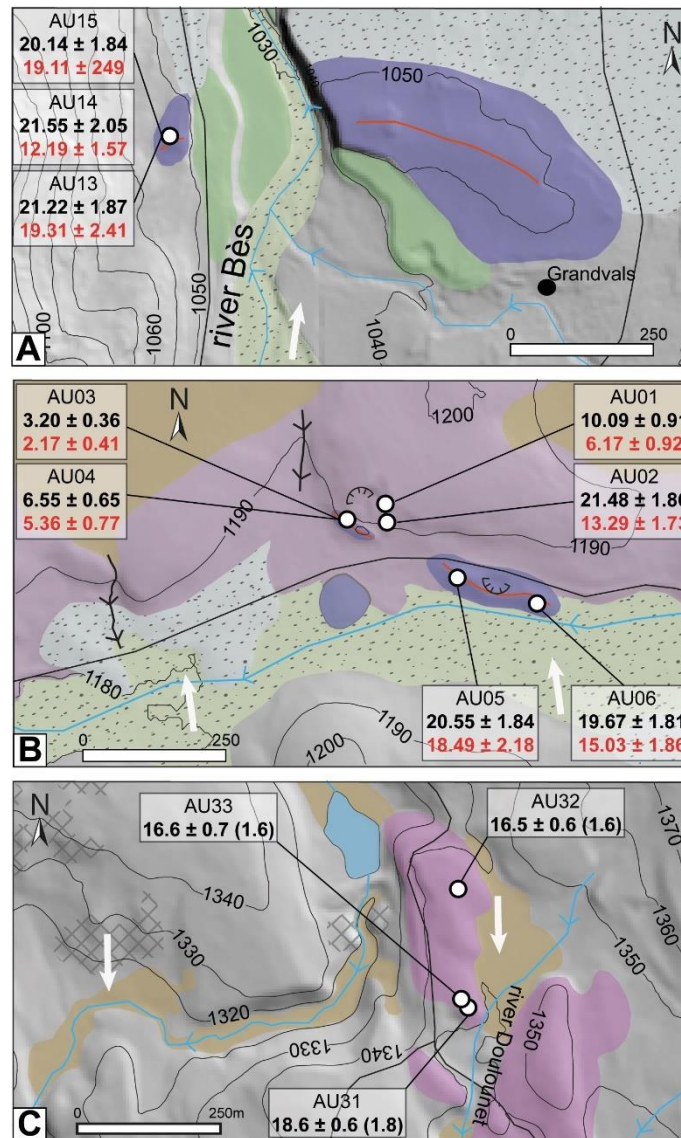 AU15
20.14 ± 1.84
19.11 ± 249
AU14
21.55 ± 2.05
12.19 ± 1.57
AU13
21.22 ± 1.87
19.31 ± 2.41
1030
1050
N
river Bès
Grandvals
1050
1060
1040
0 250
A
AU03
3.20 ± 0.36
2.17 ± 0.41
N
1200
AU01
10.09 ± 0.91
6.17 ± 0.92
AU04
6.55 ± 0.65
5.36 ± 0.77
AU02
21.48 ± 1.86
13.29 ± 1.73
1190
1190
1180
AU05
20.55 ± 1.84
18.49 ± 2.18
AU06
19.67 ± 1.81
15.03 ± 1.86
1190
1200
0 250
B
N
AU33
16.6 ± 0.7 (1.6)
AU32
16.5 ± 0.6 (1.6)
1370
1360
1350
1340
1330
1320
1330
1340
river Doulounet
1350
AU31
18.6 ± 0.6 (1.8)
0 250m
C